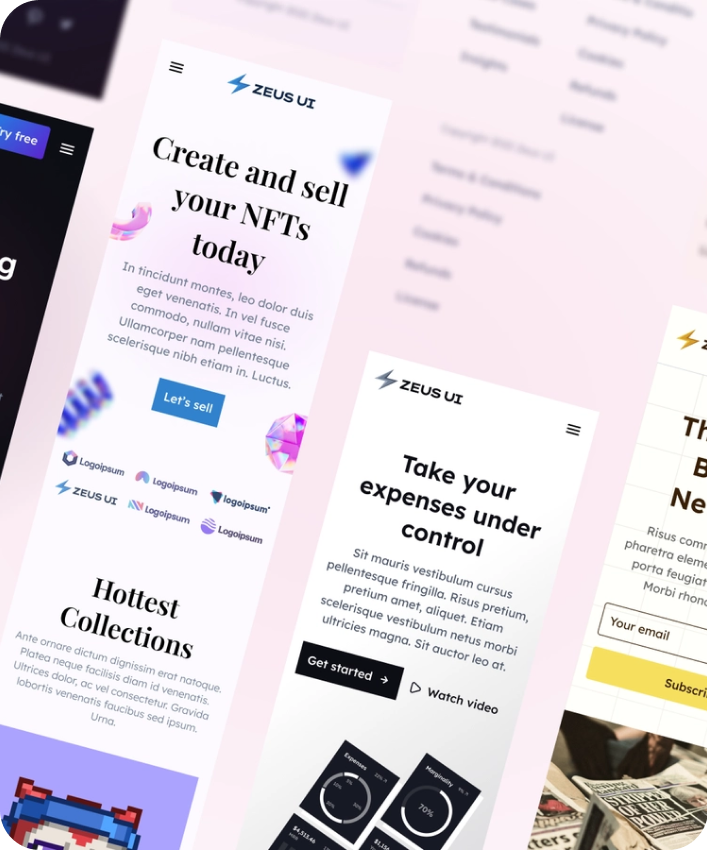 Try free
g
ZEUS UI
Create and sell
your NFTs
today
In tincidunt montes, leo dolor duis
eget venenatis. In vel fusce
commodo, nullam vitae nisi.
Ullamcorper nam pellentesque
scelerisque nibh etiam in. Luctus.
Let's sell
Logoipsum
Logoipsum
logoipsum
ZEUS UI
Logoipsum
Logoipsum
Hottest
Collections
Ante ornare dictum dignissim erat natoque.
Platea neque facilisis diam id venenatis.
Ultrices dolor, ac vel consectetur. Gravida
lobortis venenatis faucibus sed ipsum.
Urna.
Testimonials
Insights
Privacy Policy
Cookies
Refunds
License
Terms & Conditions
Privacy Policy
Cookies
Refunds
License
ZEUS UI
Take your
expenses under
control
Sit mauris vestibulum cursus
pellentesque fringilla. Risus pretium,
pretium amet, aliquet. Etiam
scelerisque vestibulum netus morbi
ultricies magna. Sit auctor leo at.
Get started
Watch video
Expenses
Marginality
70%
$4,513.46
Th
B
Ne
Risus comm
pharetra eleme
porta feugiat
Morbi rhonc
Your email
Subscri